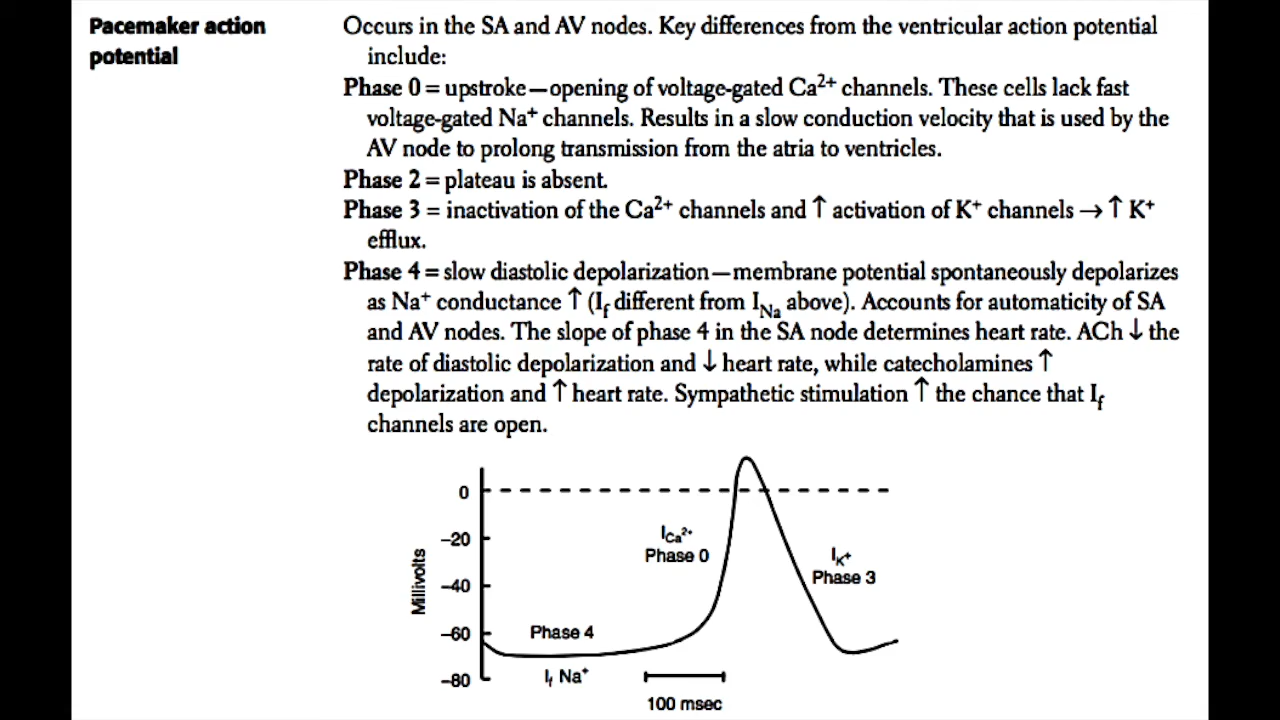 Pacemaker action
potential
Occurs in the SA and AV nodes. Key differences from the ventricular action potential
include:
Phase 0 = upstroke—opening of voltage-gated Ca²⁺ channels. These cells lack fast
voltage-gated Na⁺ channels. Results in a slow conduction velocity that is used by the
AV node to prolong transmission from the atria to ventricles.
Phase 2 = plateau is absent.
Phase 3 = inactivation of the Ca²⁺ channels and ↑ activation of K⁺ channels → ↑ K⁺
efflux.
Phase 4 = slow diastolic depolarization—membrane potential spontaneously depolarizes
as Na⁺ conductance ↑ (If different from INa above). Accounts for automaticity of SA
and AV nodes. The slope of phase 4 in the SA node determines heart rate. ACh ↓ the
rate of diastolic depolarization and ↓ heart rate, while catecholamines ↑
depolarization and ↑ heart rate. Sympathetic stimulation ↑ the chance that If
channels are open.
Millivolts
0
–20
–40
–60
–80
ICa²⁺
Phase 0
IK⁺
Phase 3
Phase 4
If Na⁺
100 msec